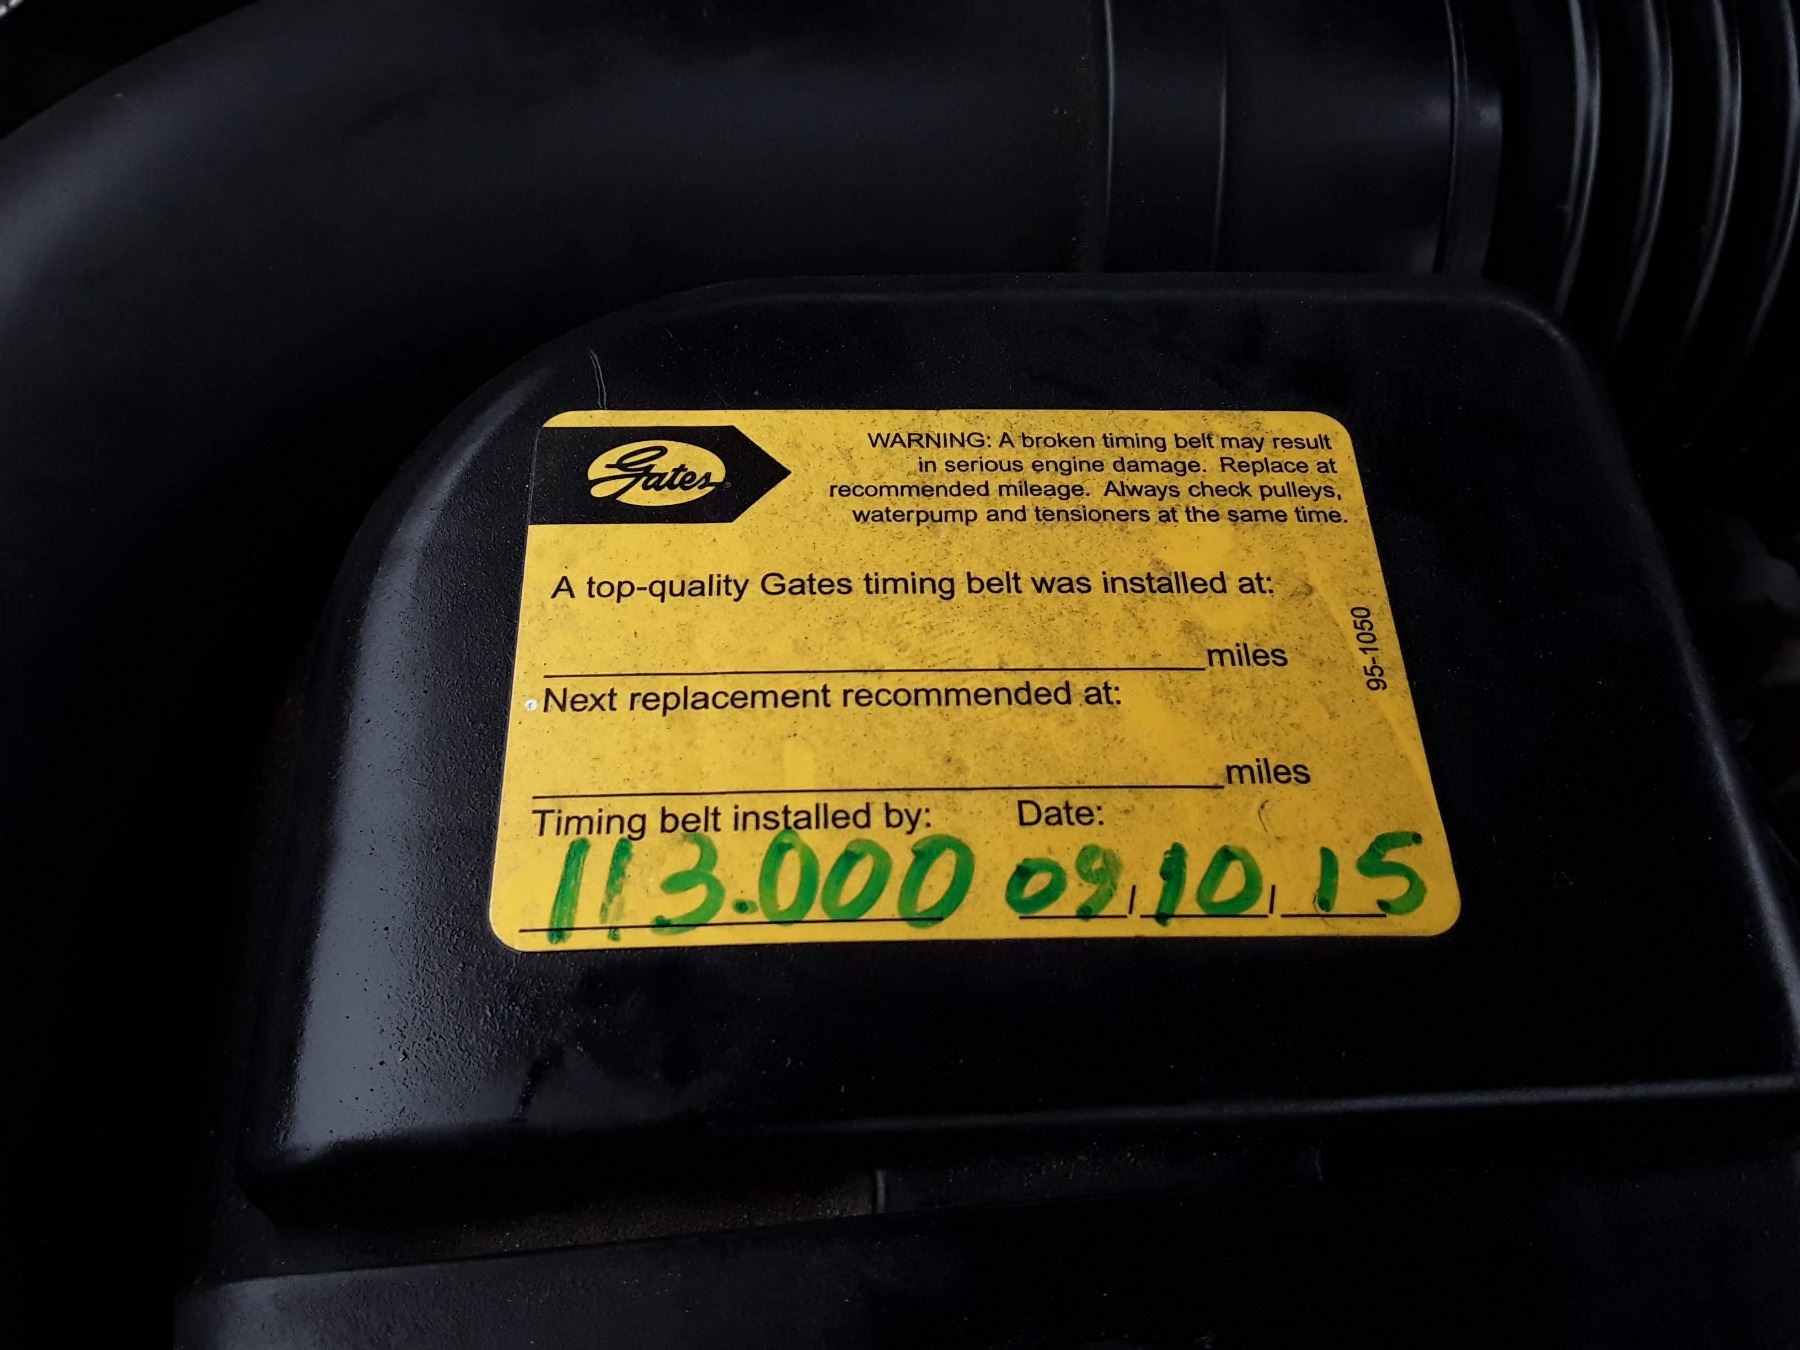 Gates
WARNING: A broken timing belt may result
in serious engine damage. Replace at
recommended mileage. Always check pulleys,
waterpump and tensioners at the same time.
A top-quality Gates timing belt was installed at:
miles
Next replacement recommended at:
miles
95-1050
Timing belt installed by: Date:
113.000 09/10/15